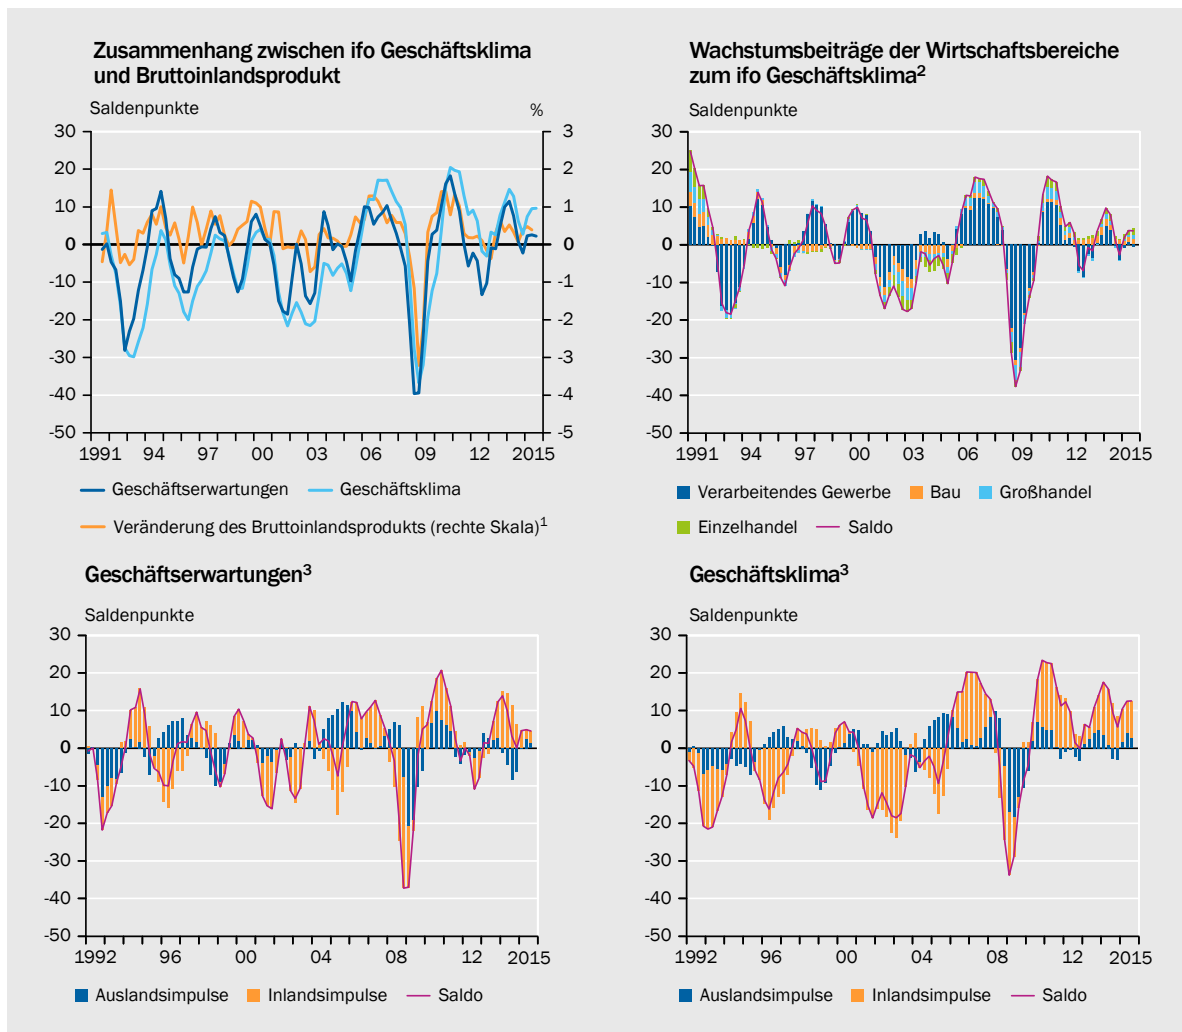 Zusammenhang zwischen ifo Geschäftsklima
und Bruttoinlandsprodukt
Saldenpunkte
%
30
20
10
0
-10
-20
-30
-40
-50
3
2
1
0
-1
-2
-3
-4
-5
1991 94 97 00 03 06 09 12 2015
Geschäftserwartungen Geschäftsklima
Veränderung des Bruttoinlandsprodukts (rechte Skala)1
Wachstumsbeiträge der Wirtschaftsbereiche
zum ifo Geschäftsklima2
Saldenpunkte
30
20
10
0
-10
-20
-30
-40
-50
1991 94 97 00 03 06 09 12 2015
Verarbeitendes Gewerbe Bau Großhandel
Einzelhandel Saldo
Geschäftserwartungen3
Saldenpunkte
30
20
10
0
-10
-20
-30
-40
-50
1992 96 00 04 08 12 2015
Auslandsimpulse Inlandsimpulse Saldo
Geschäftsklima3
Saldenpunkte
30
20
10
0
-10
-20
-30
-40
-50
1992 96 00 04 08 12 2015
Auslandsimpulse Inlandsimpulse Saldo